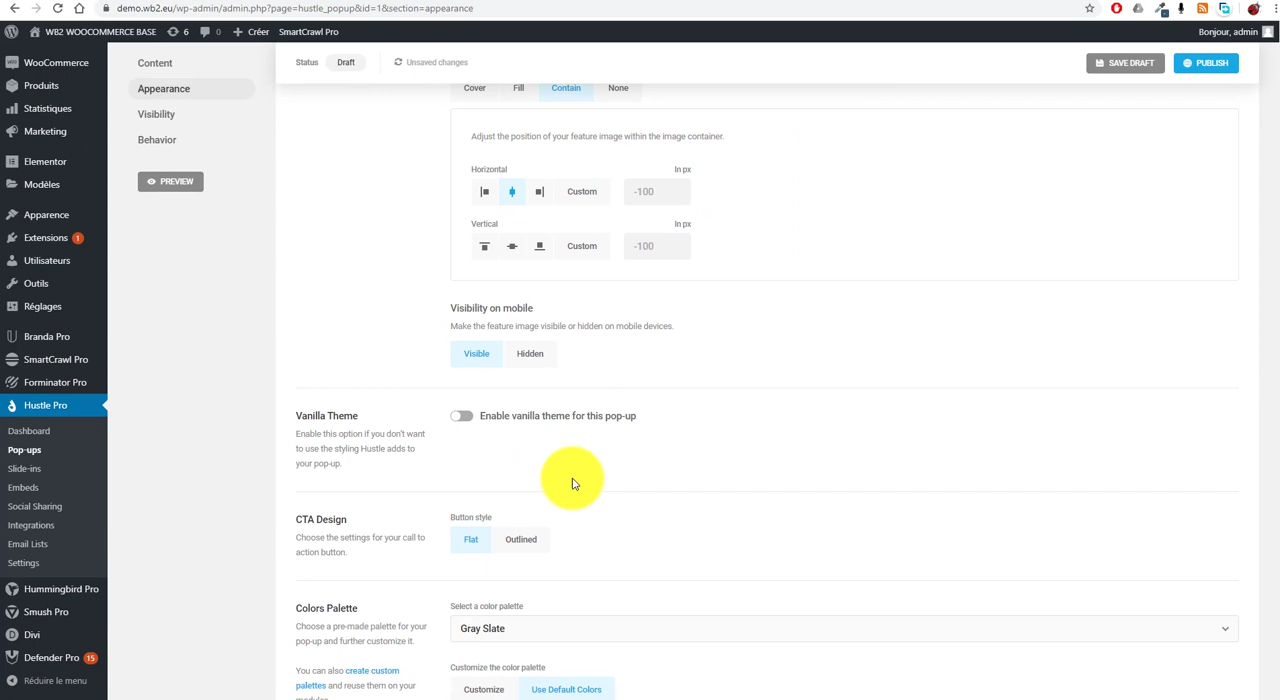 demo.wb2.eu/wp-admin/admin.php?page=hustle_popup&id=1&section=appearance
WB2 WOOCOMMERCE BASE
6
0
Créer
SmartCrawl Pro
Bonjour, admin
WooCommerce
Produits
Statistiques
Marketing
Elementor
Modèles
Apparence
Extensions 1
Utilisateurs
Outils
Réglages
Branda Pro
SmartCrawl Pro
Forminator Pro
Hustle Pro
Dashboard
Pop-ups
Slide-ins
Embeds
Social Sharing
Integrations
Email Lists
Settings
Hummingbird Pro
Smush Pro
Divi
Defender Pro 15
Réduire le menu
Content
Appearance
Visibility
Behavior
PREVIEW
Status
Draft
Unsaved changes
SAVE DRAFT
PUBLISH
Cover Fill Contain None
Adjust the position of your feature image within the image container.
Horizontal In px
Custom -100
Vertical In px
Custom -100
Visibility on mobile
Make the feature image visibile or hidden on mobile devices.
Visible Hidden
Vanilla Theme
Enable this option if you don't want
to use the styling Hustle adds to
your pop-up.
Enable vanilla theme for this pop-up
CTA Design
Choose the settings for your call to
action button.
Button style
Flat Outlined
Colors Palette
Choose a pre-made palette for your
pop-up and further customize it.
You can also create custom
palettes and reuse them on your
modules.
Select a color palette
Gray Slate
Customize the color palette
Customize Use Default Colors